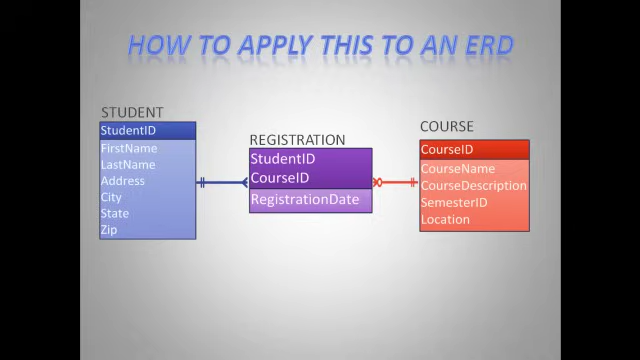 HOW TO APPLY THIS TO AN ERD
STUDENT
StudentID
FirstName
LastName
Address
City
State
Zip
REGISTRATION
StudentID
CourseID
RegistrationDate
COURSE
CourseID
CourseName
CourseDescription
SemesterID
Location